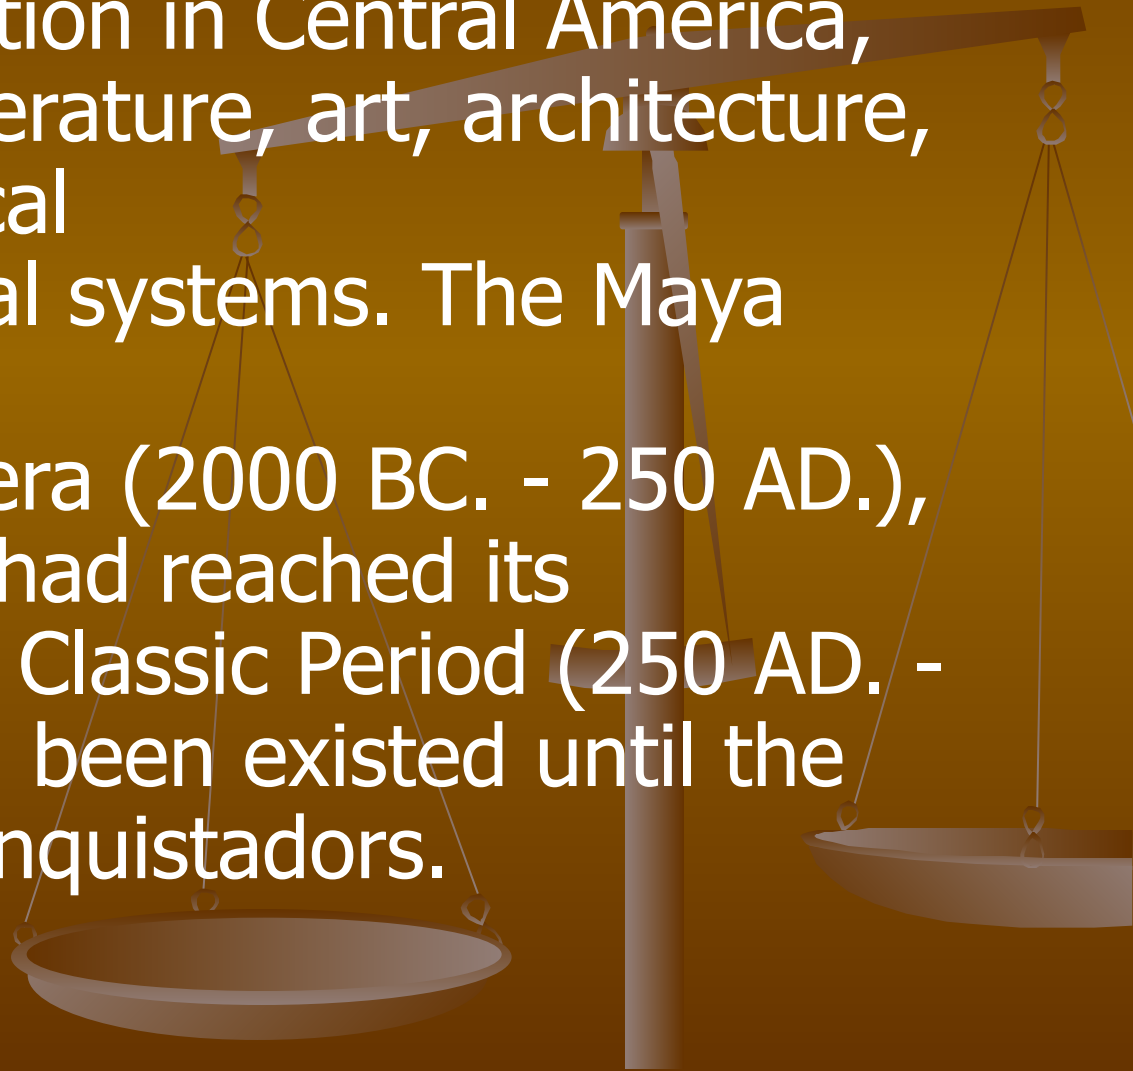 tion in Central America,
erature, art, architecture,
cal
al systems. The Maya
era (2000 BC. - 250 AD.),
had reached its
Classic Period (250 AD. -
been existed until the
nquistadors.